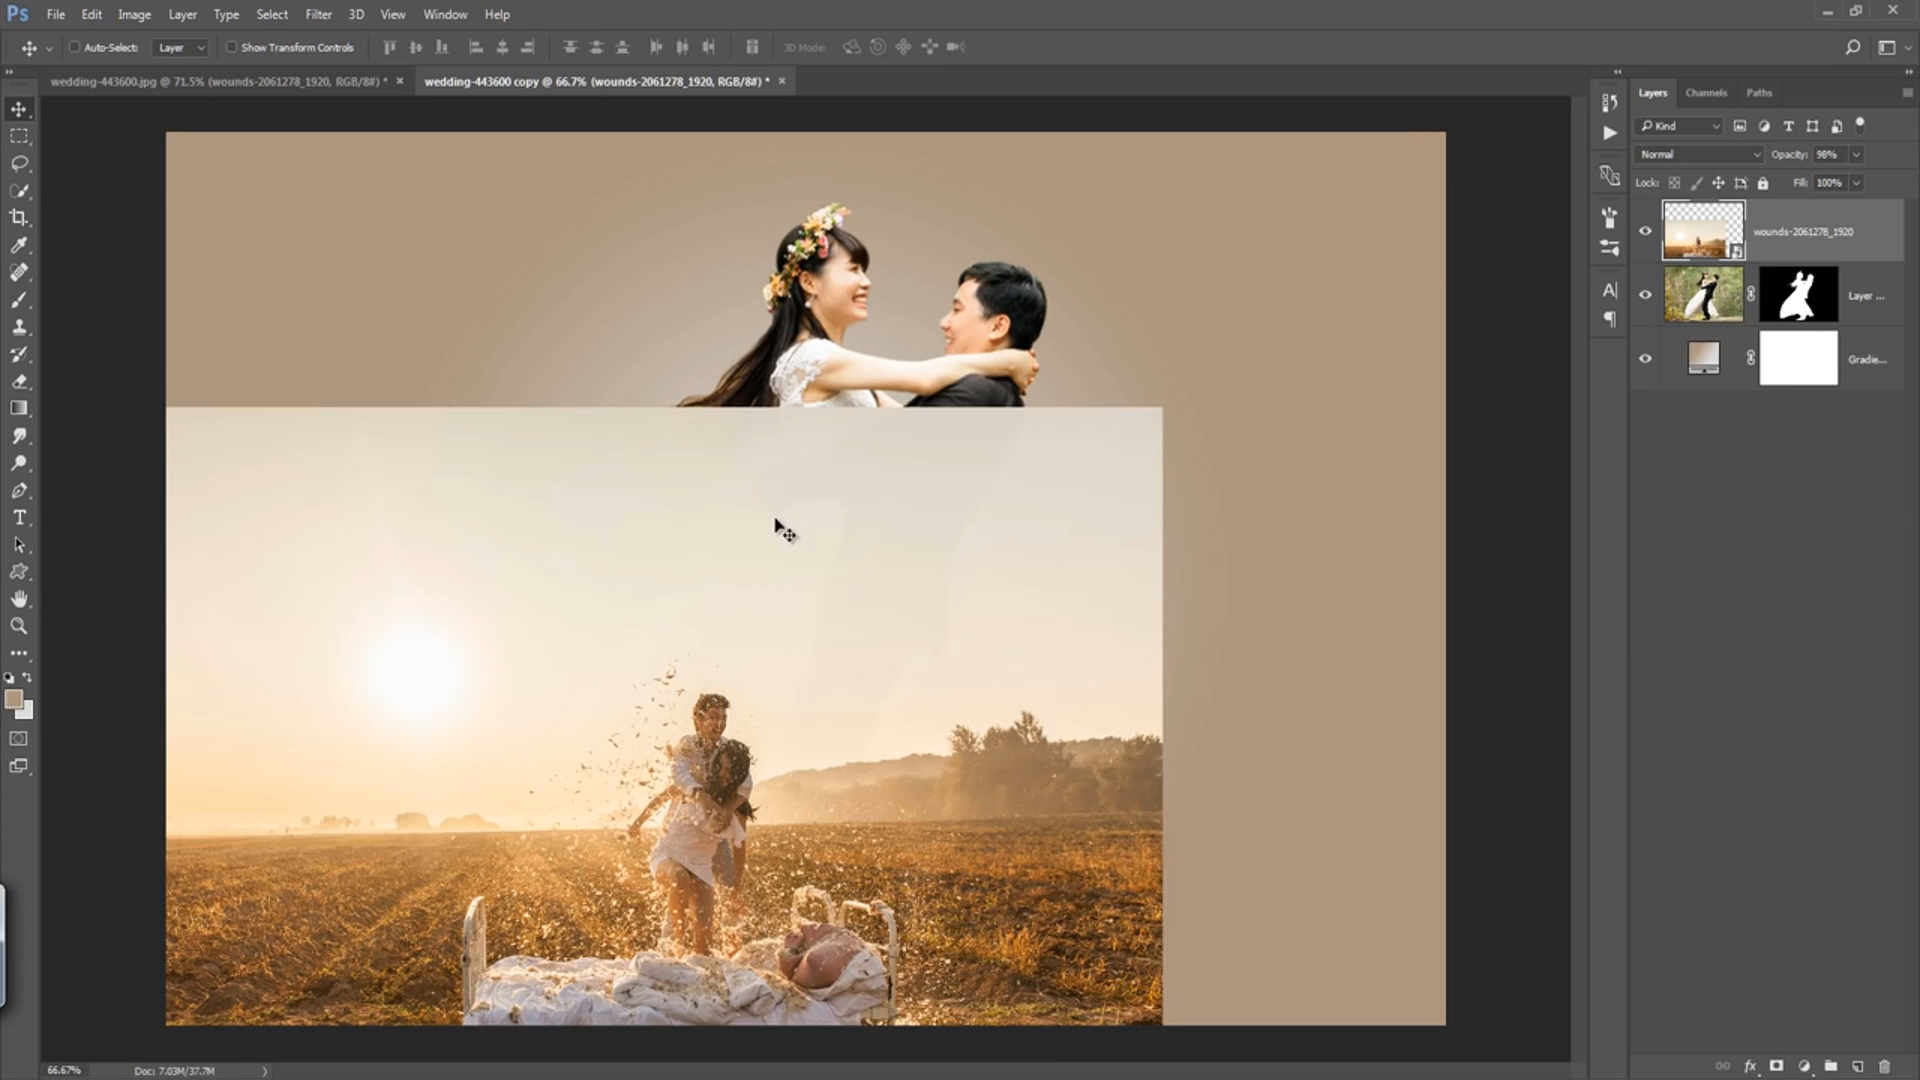 Ps File Edit Image Layer Type Select Filter 3D View Window Help
Auto-Select: Layer Show Transform Controls 3D Mode:
wedding-443600.jpg @ 71.5% (wounds-2061278_1920, RGB/8#) * × wedding-443600 copy @ 66.7% (wounds-2061278_1920, RGB/8#) * ×
Layers Channels Paths
Kind
Normal Opacity: 98%
Lock: Fill: 100%
wounds-2061278_1920
Layer ...
Gradie...
66.67% Doc: 7.03M/37.7M